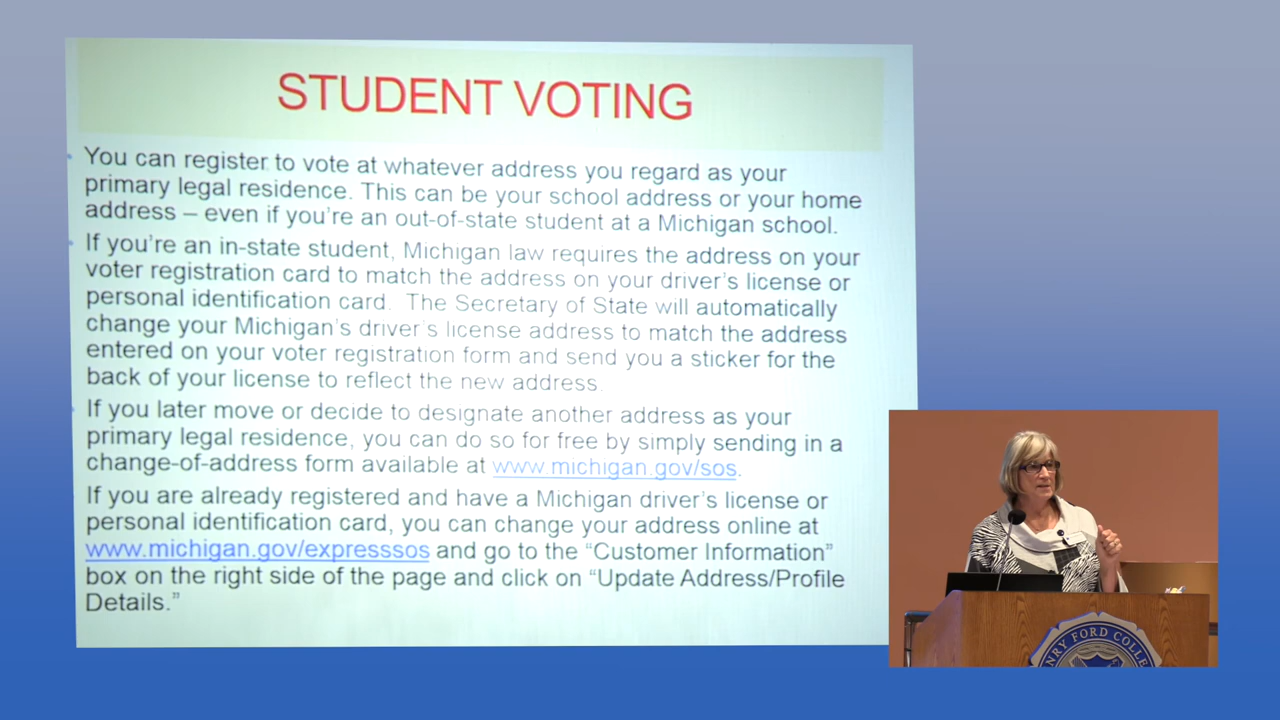 STUDENT VOTING
You can register to vote at whatever address you regard as your
primary legal residence. This can be your school address or your home
address – even if you're an out-of-state student at a Michigan school.
If you're an in-state student, Michigan law requires the address on your
voter registration card to match the address on your driver's license or
personal identification card. The Secretary of State will automatically
change your Michigan's driver's license address to match the address
entered on your voter registration form and send you a sticker for the
back of your license to reflect the new address.
If you later move or decide to designate another address as your
primary legal residence, you can do so for free by simply sending in a
change-of-address form available at www.michigan.gov/sos.
If you are already registered and have a Michigan driver's license or
personal identification card, you can change your address online at
www.michigan.gov/expresssos and go to the “Customer Information”
box on the right side of the page and click on “Update Address/Profile
Details.”
NRY FORD COLLEG